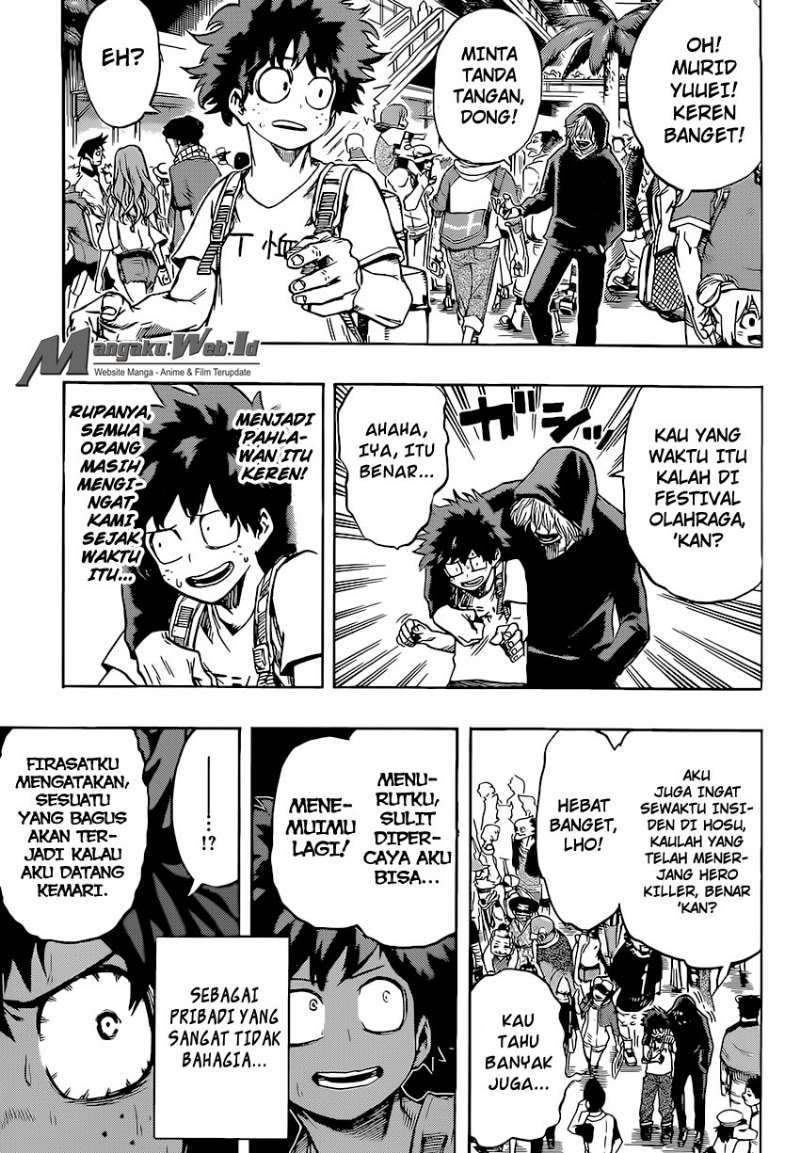 OH!
MURID
YUUEI!
KEREN
BANGET!
MINTA
TANDA
TANGAN,
DONG!
EH?
T 恤
Mangaku.Web.Id
Website Manga - Anime & Film Terupdate
KAU YANG
WAKTU ITU
KALAH DI
FESTIVAL
OLAHRAGA,
'KAN?
ガシッ
AHAHA,
IYA, ITU
BENAR...
MENJADI
PAHLA-
WAN ITU
KEREN!
RUPANYA,
SEMUA
ORANG
MASIH
MENGI-
NGAT
KAMI
SEJAK
WAKTU
ITU...
AKU
JUGA INGAT
SEWAKTU INSI-
DEN DI HOSU,
KAULAH YANG
TELAH MENER-
JANG HERO
KILLER, BENAR
'KAN?
HEBAT
BANGET,
LHO!
KAU
TAHU
BANYAK
JUGA...
MENU-
RUTKU,
SULIT
DIPER-
CAYA AKU
BISA...
MENE-
MUIMU
LAGI!
SEBAGAI
PRIBADI YANG
SANGAT TIDAK
BAHAGIA...
——...!?
FIRASATKU
MENGATAKAN,
SESUATU
YANG BAGUS
AKAN TER-
JADI KALAU
AKU DATANG
KEMARI.